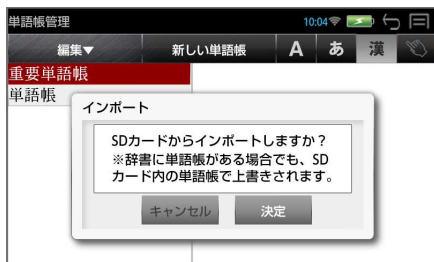 単語帳管理 10:04
編集▼ 新しい単語帳 A あ 漢
重要単語帳
単語帳
インポート
SDカードからインポートしますか？
※辞書に単語帳がある場合でも、SD
カード内の単語帳で上書きされます。
キャンセル 決定